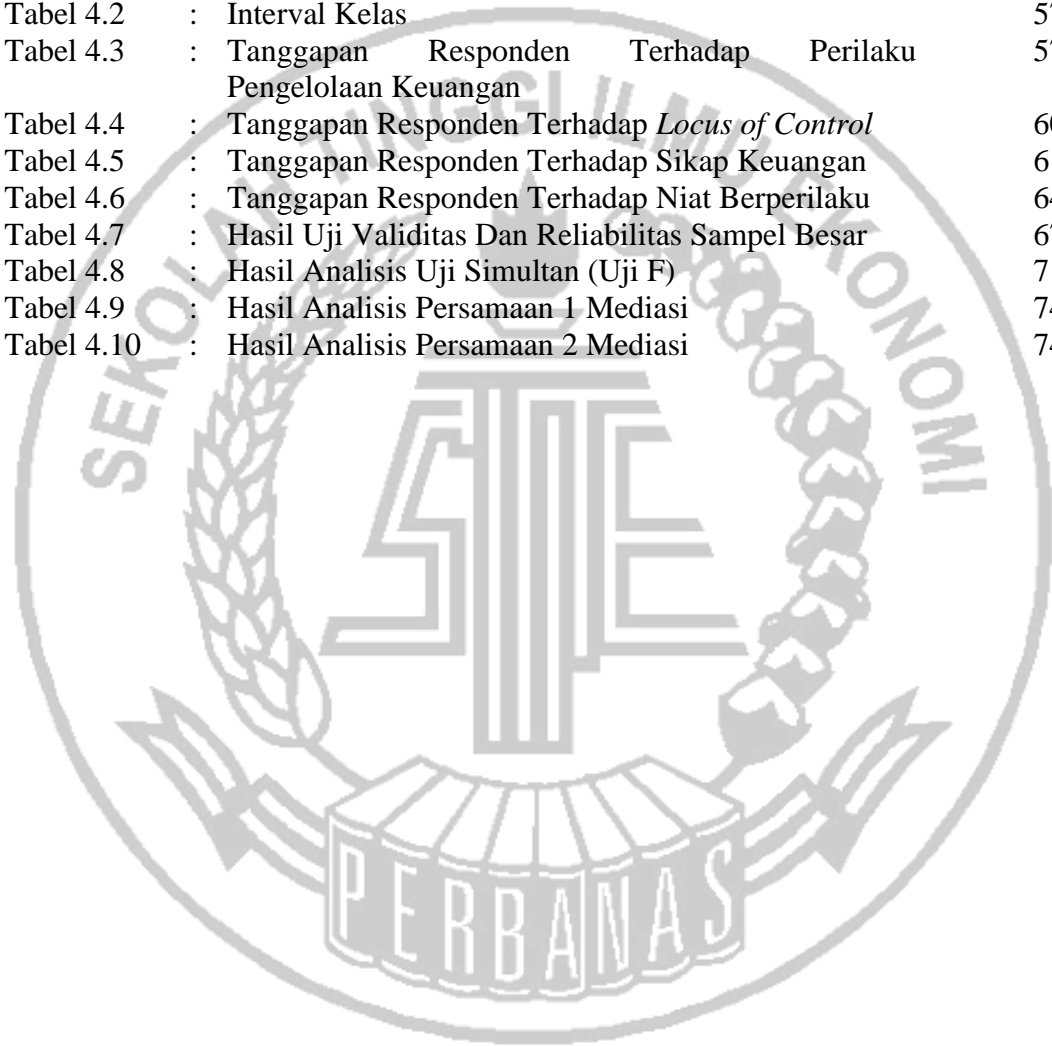 Tabel 4.2 : Interval Kelas
Tabel 4.3 : Tanggapan Responden Terhadap Perilaku
Pengelolaan Keuangan
Tabel 4.4 : Tanggapan Responden Terhadap Locus of Control
Tabel 4.5 : Tanggapan Responden Terhadap Sikap Keuangan
Tabel 4.6 : Tanggapan Responden Terhadap Niat Berperilaku
Tabel 4.7 : Hasil Uji Validitas Dan Reliabilitas Sampel Besar
Tabel 4.8 : Hasil Analisis Uji Simultan (Uji F)
Tabel 4.9 : Hasil Analisis Persamaan 1 Mediasi
Tabel 4.10 : Hasil Analisis Persamaan 2 Mediasi
SEKOLAH TINGGI ILMU EKONOMI
STIE
PERBANAS